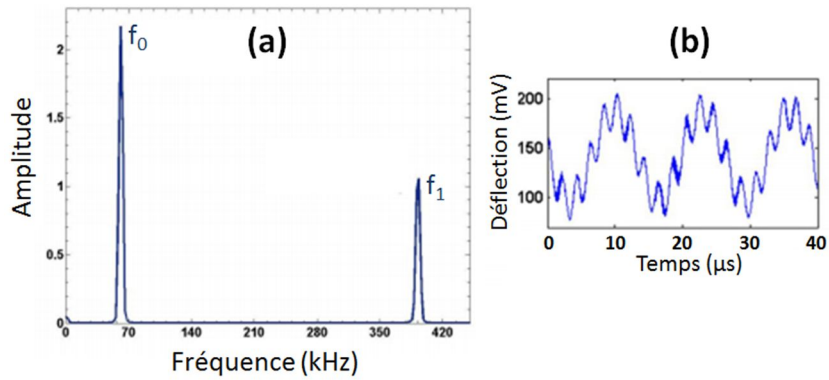 (a)
f0
f1
2
1.5
1
0.5
0
0 70 140 210 280 350 420
Amplitude
Fréquence (kHz)
(b)
200
150
100
0 10 20 30 40
Déflection (mV)
Temps (µs)